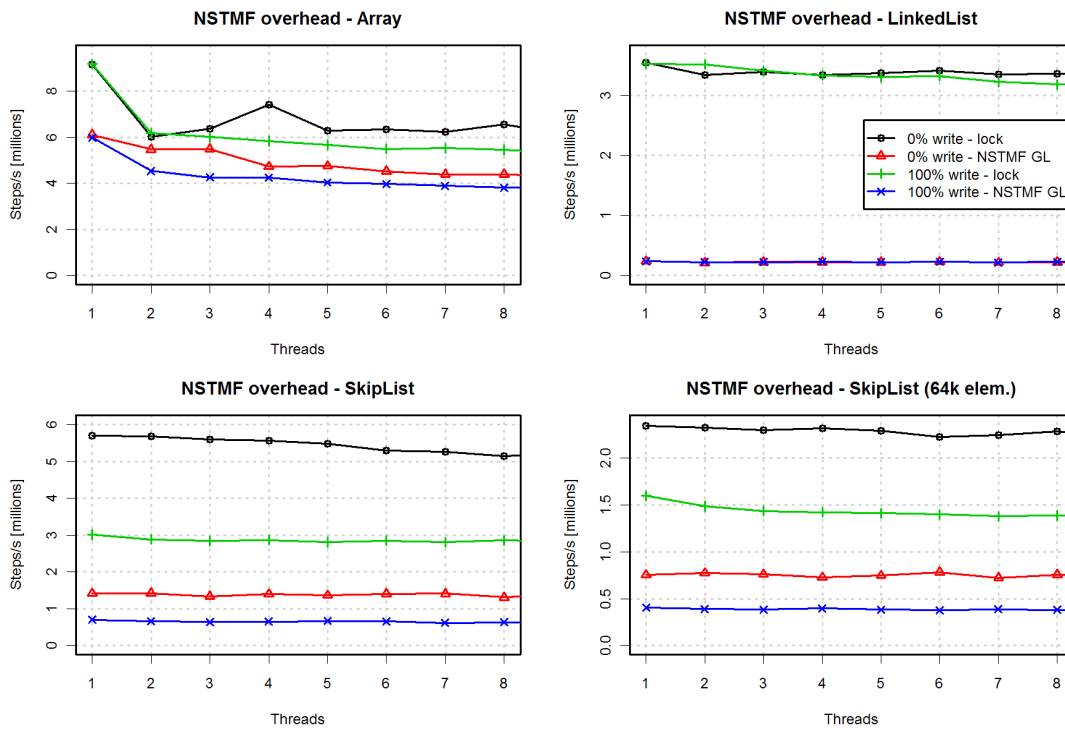 NSTMF overhead - Array
Steps/s [millions]
8
6
4
2
0
1 2 3 4 5 6 7 8
Threads
NSTMF overhead - LinkedList
Steps/s [millions]
3
2
1
0
0% write - lock
0% write - NSTMF GL
100% write - lock
100% write - NSTMF GL
1 2 3 4 5 6 7 8
Threads
NSTMF overhead - SkipList
Steps/s [millions]
6
5
4
3
2
1
0
1 2 3 4 5 6 7 8
Threads
NSTMF overhead - SkipList (64k elem.)
Steps/s [millions]
2.0
1.5
1.0
0.5
0.0
1 2 3 4 5 6 7 8
Threads